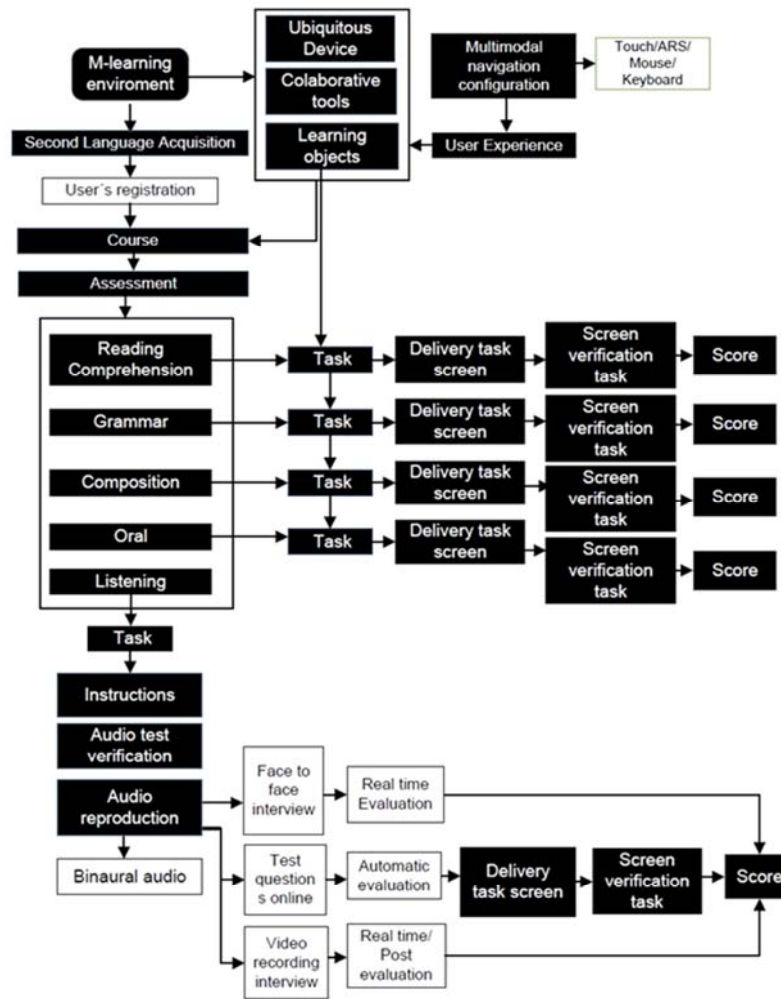 M-learning
enviroment
Ubiquitous
Device
Colaborative
tools
Learning
objects
Multimodal
navigation
configuration
Touch/ARS/
Mouse/
Keyboard
User Experience
Second Language Acquisition
User´s registration
Course
Assessment
Reading
Comprehension
Task
Delivery task
screen
Screen
verification
task
Score
Grammar
Task
Delivery task
screen
Screen
verification
task
Score
Composition
Task
Delivery task
screen
Screen
verification
task
Score
Oral
Task
Delivery task
screen
Screen
verification
task
Score
Listening
Task
Instructions
Audio test
verification
Audio
reproduction
Binaural audio
Face to
face
interview
Real time
Evaluation
Test
question
s online
Automatic
evaluation
Delivery
task screen
Screen
verification
task
Score
Video
recording
interview
Real time/
Post
evaluation